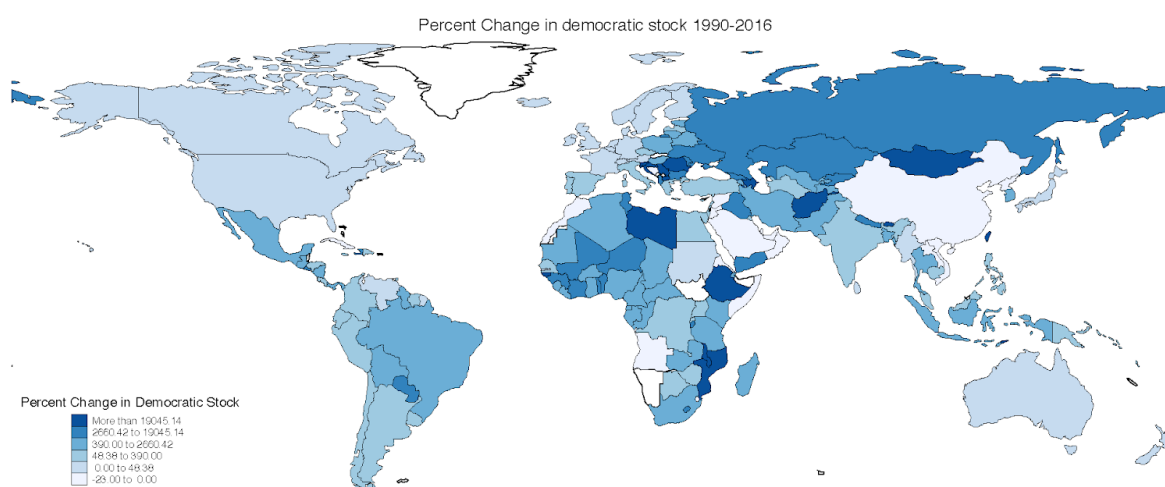 Percent Change in democratic stock 1990-2016
Percent Change in Democratic Stock
More than 19045.14
2660.42 to 19045.14
390.00 to 2660.42
48.38 to 390.00
0.00 to 48.38
-23.00 to 0.00